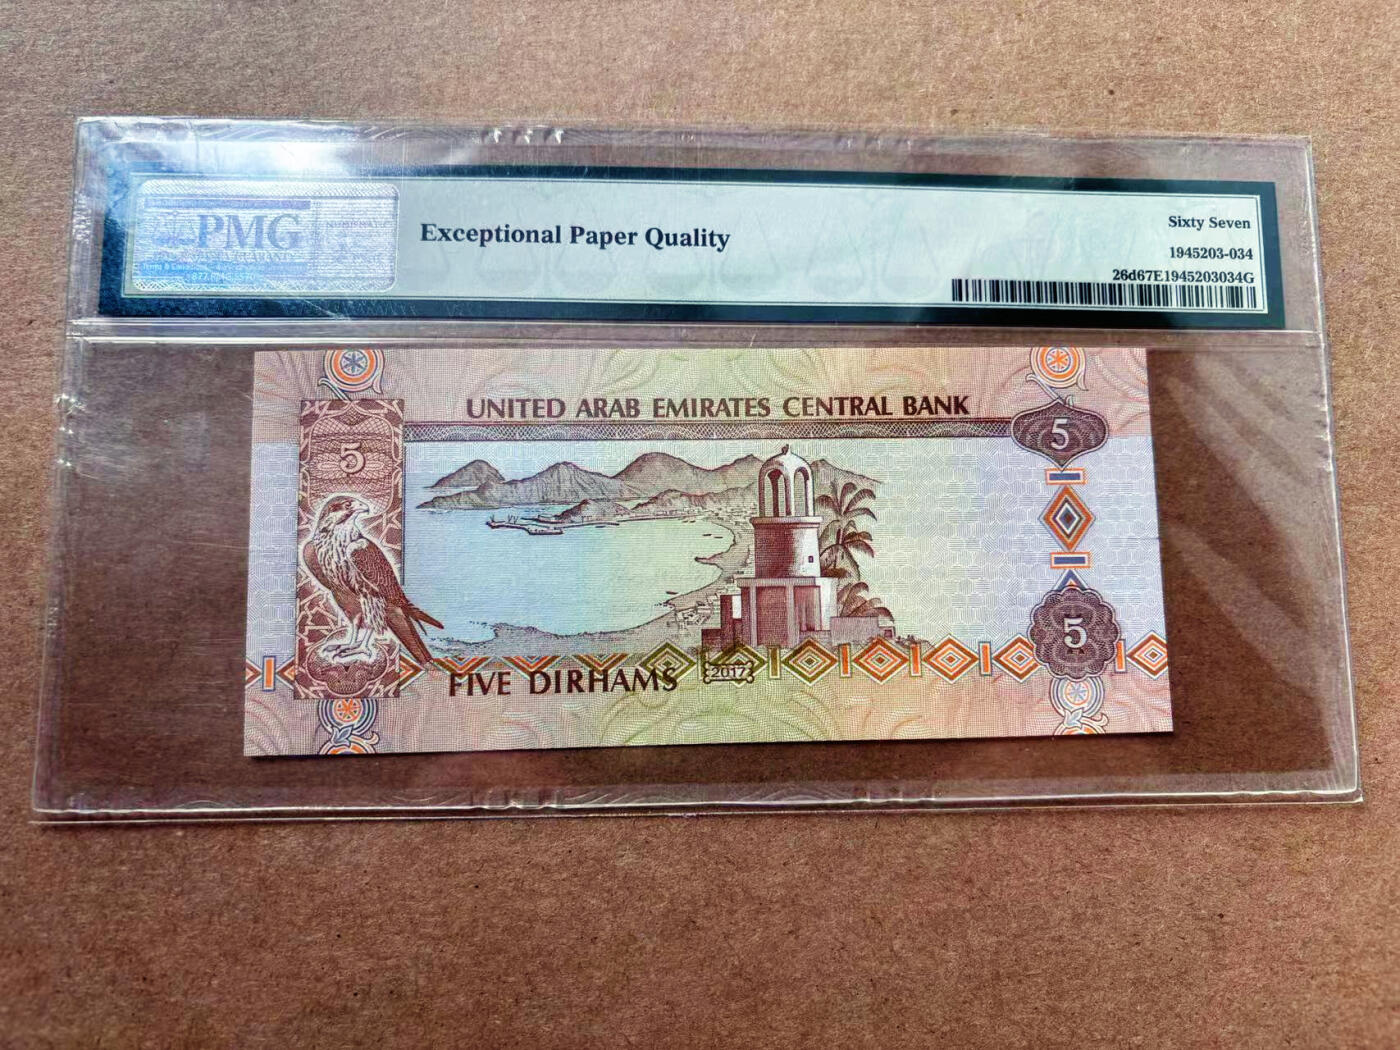 PMG
Exceptional Paper Quality
Sixty Seven
1945203-034
26d67E1945203034G
UNITED ARAB EMIRATES CENTRAL BANK
5
5
5
FIVE DIRHAMS
2017